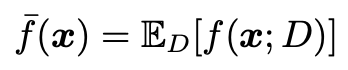 f̄(𝒙) = 𝔼_D[f(𝒙; D)]